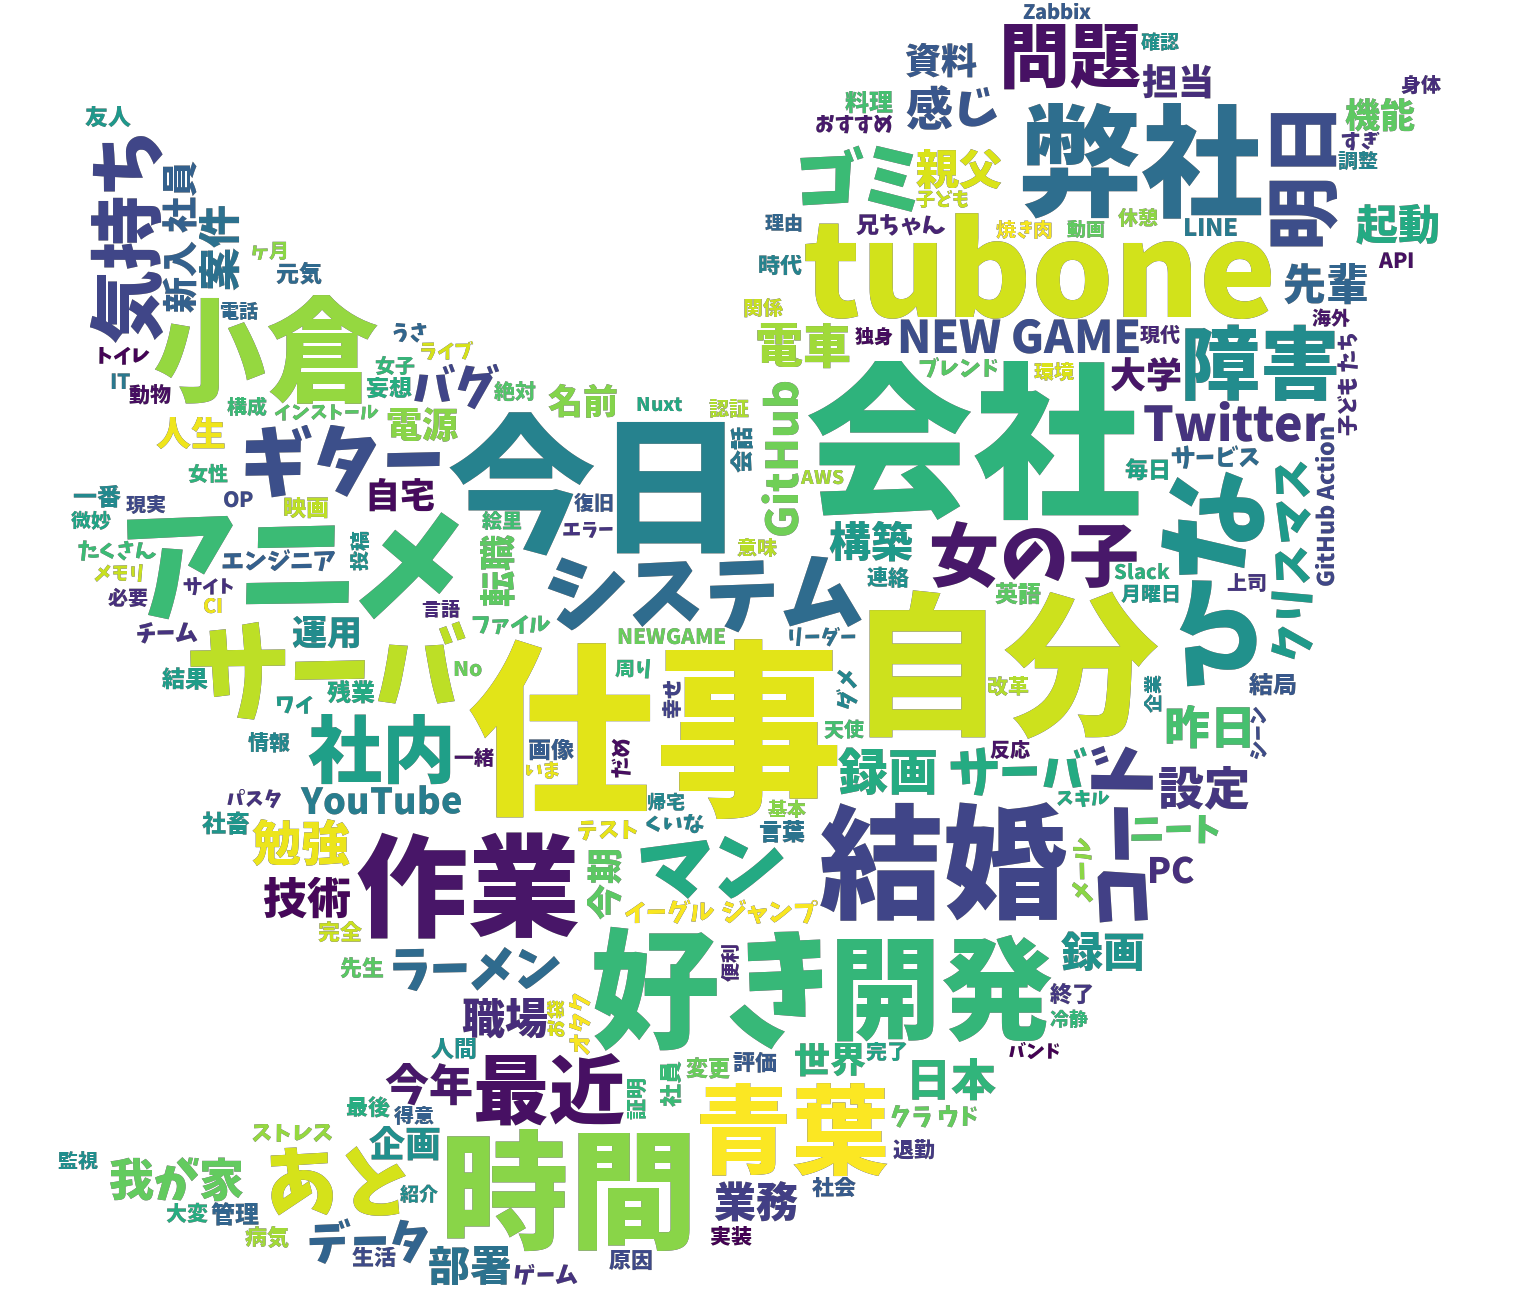 Zabbix
問題
確認
資料
担当
身体
友人
料理
感じ
弊社
明日
機能
おすすめ
すぎ
調整
気持ち
新入社員
案件
ゴミ
親父
子ども
理由
兄ちゃん
焼き肉
動画
休憩
LINE
起動
ケ月
元気
時代
tubone
API
先輩
小倉
電話
関係
電車
独身
NEW GAME
現代
障害
海外
子どもたち
トイレ
うさ
ライブ
女子
ブレンド
環境
大学
IT
動物
妄想
バグ
絶対
名前
Nuxt
認証
GitHub
会社
Twitter
構成
インストール
電源
人生
ギター
今日
会話
毎日
サービス
GitHub Action
女性
AWS
なん
クリスマス
一番
現実
OP
映画
自宅
復旧
微妙
アニメ
絵里
エラー
構築
女の子
たくさん
エンジニア
投稿
転職
意味
メモリ
サイト
システム
連絡
Slack
上司
必要
CI
言語
英語
月曜日
チーム
サーバ
運用
ファイル
NEWGAME
リーダー
自分
結果
残業
No
仕事
周り
幸せ
ダメ
改革
企業
結局
ワイ
昨日
シーン
情報
社内
一緒
画像
いま
だめ
天使
録画
サーバ
反応
ユーザ
設定
パスタ
YouTube
帰宅
基本
スキル
社畜
勉強
テスト
くいな
言葉
結婚
ニート
作業
今期
マン
メール
PC
技術
イーグル ジャンプ
完全
先生
ラーメン
好き
便利
開発
録画
職場
お袋
オタク
終了
冷静
人間
今年
最近
社員
変更
評価
世界
完了
バンド
証明
日本
最後
得意
青葉
クラウド
ストレス
企画
時間
退勤
監視
我が家
あと
紹介
業務
社会
大変
管理
病気
データ
生活
部署
ゲーム
原因
実装